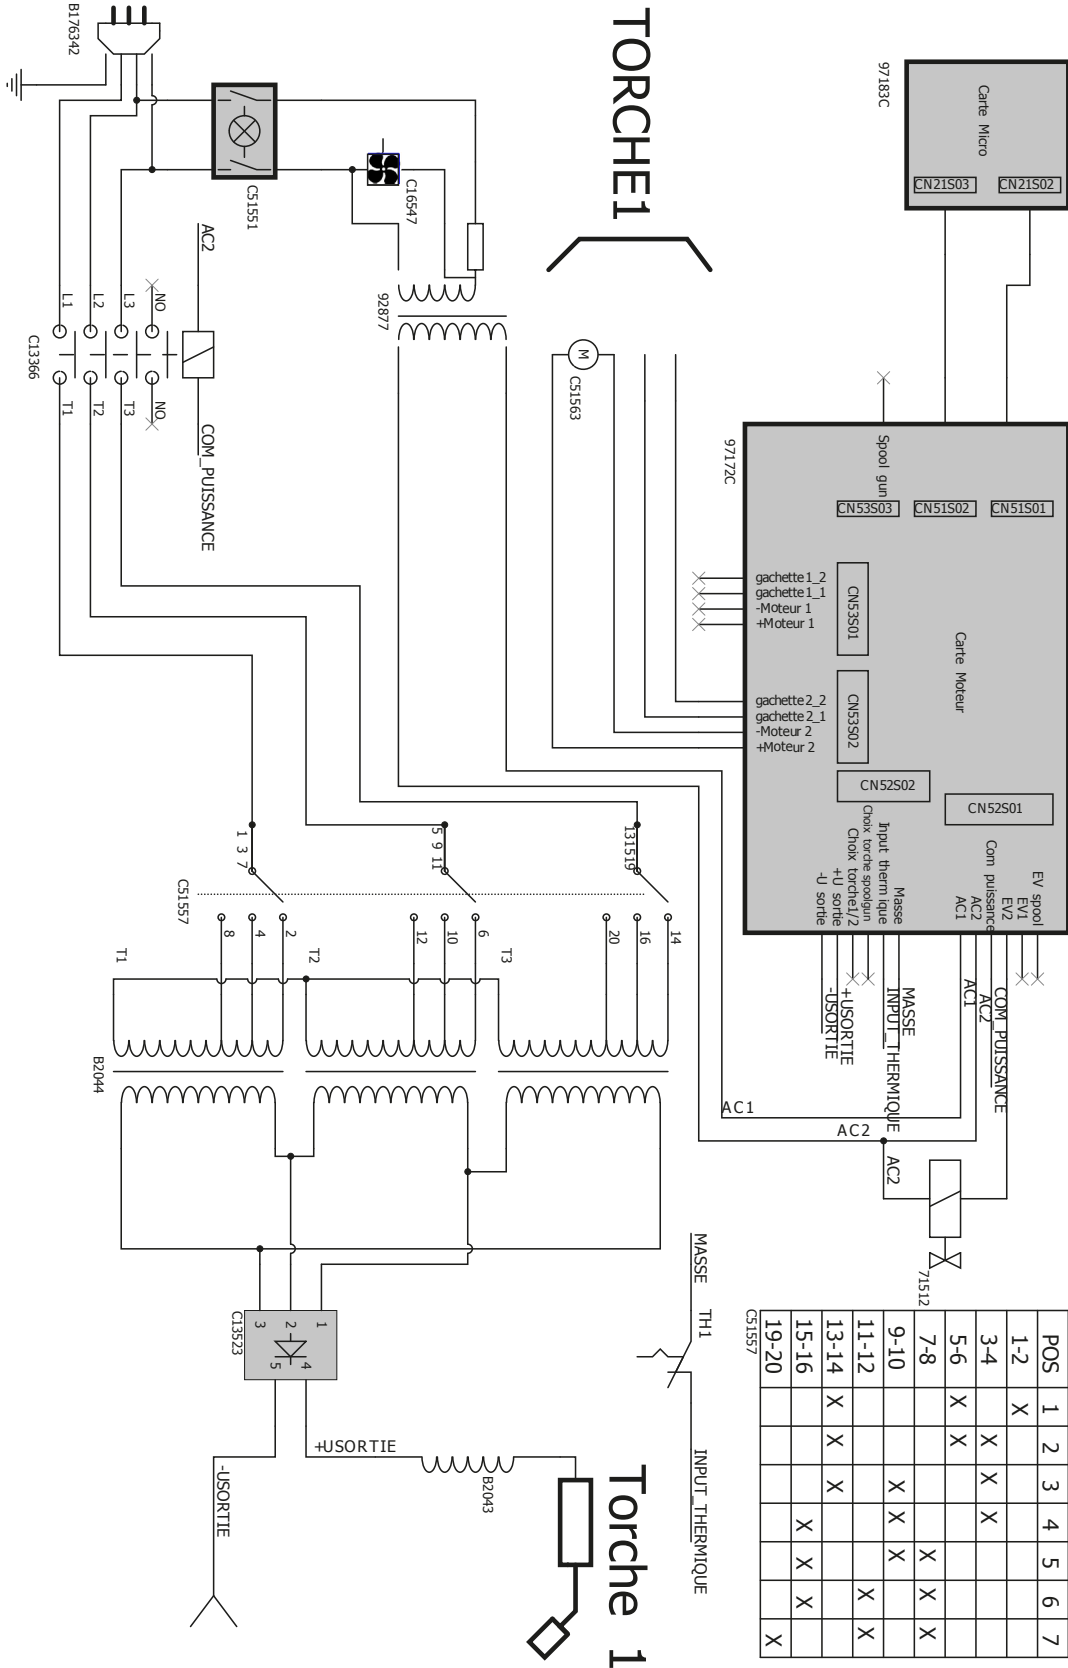 B176342
C51551
AC2
C16547
92877
TORCHE1
97183C
Carte Micro
CN21S03
CN21S02
L1
L2
L3
NO
C13366
T1
T2
T3
NO
COM_PUISSANCE
M
C51563
97172C
Spool gun
CN53S03
CN51S02
CN51S01
gachette1_2
gachette1_1
-Moteur 1
+Moteur 1
CN53S01
Carte Moteur
gachette2_2
gachette2_1
-Moteur 2
+Moteur 2
CN53S02
CN52S02
CN52S01
EV spool
EV1
EV2
Com puissance
AC2
AC1
Masse
Input thermique
Choix torche spoolgun
Choix torche1/2
+U sortie
-U sortie
COM_PUISSANCE
AC2
AC1
MASSE
INPUT_THERMIQUE
+USORTIE
-USORTIE
1 3 7
5 9 11
131519
C51557
8
4
2
12
10
6
20
16
14
T1
T2
T3
B2044
AC1
AC2
AC2
71512
MASSE
TH1
INPUT_THERMIQUE
C13523
1
2
3
4
5
+USORTIE
-USORTIE
B2043
Torche 1
C51557
POS 1 2 3 4 5 6 7
1-2 X
3-4 X X X
5-6 X X
7-8 X X X
9-10 X X X
11-12 X X
13-14 X X X
15-16 X X X
19-20 X